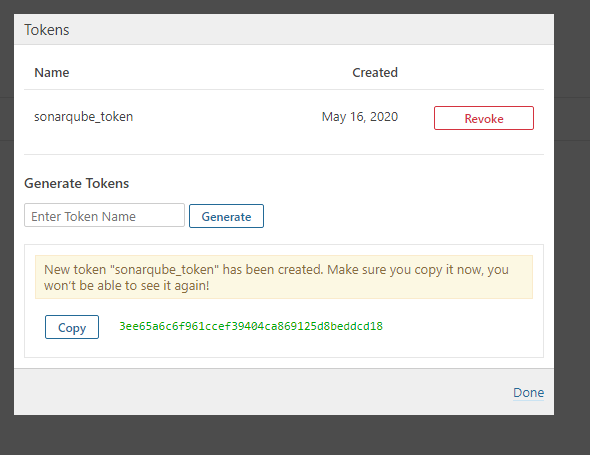 Tokens
Name Created
sonarqube_token May 16, 2020 Revoke
Generate Tokens
Enter Token Name Generate
New token "sonarqube_token" has been created. Make sure you copy it now, you
won't be able to see it again!
Copy 3ee65a6c6f961ccef39404ca869125d8beddcd18
Done